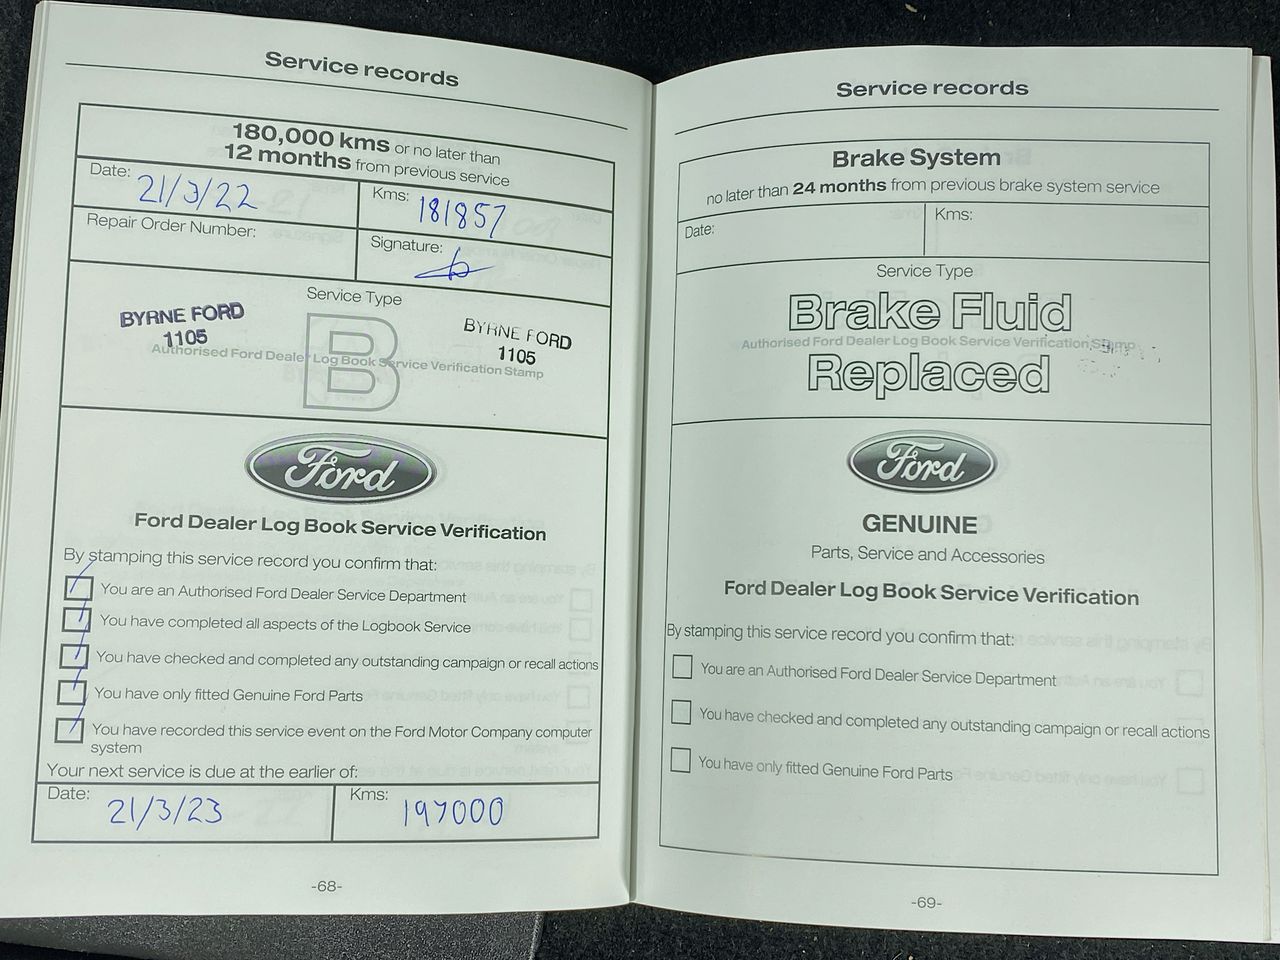 Service records
180,000 kms or no later than
12 months from previous service
Date: 21/3/22
Kms: 181857
Repair Order Number:
Signature:
Service Type
B
BYRNE FORD
1105
BYRNE FORD
1105
Authorised Ford Dealer Log Book Service Verification Stamp
Ford
Ford Dealer Log Book Service Verification
By stamping this service record you confirm that:
You are an Authorised Ford Dealer Service Department
You have completed all aspects of the Logbook Service
You have checked and completed any outstanding campaign or recall actions
You have only fitted Genuine Ford Parts
You have recorded this service event on the Ford Motor Company computer
system
Your next service is due at the earlier of:
Date: 21/3/23
Kms: 197000
-68-
Service records
Brake System
no later than 24 months from previous brake system service
Date:
Kms:
Service Type
Brake Fluid
Authorised Ford Dealer Log Book Service Verification Stamp
Replaced
Ford
GENUINE
Parts, Service and Accessories
Ford Dealer Log Book Service Verification
By stamping this service record you confirm that:
You are an Authorised Ford Dealer Service Department
You have checked and completed any outstanding campaign or recall actions
You have only fitted Genuine Ford Parts
-69-